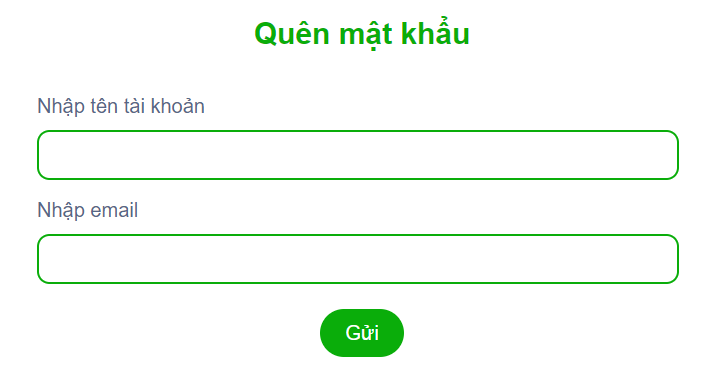 Quên mật khẩu
Nhập tên tài khoản
Nhập email
Gửi